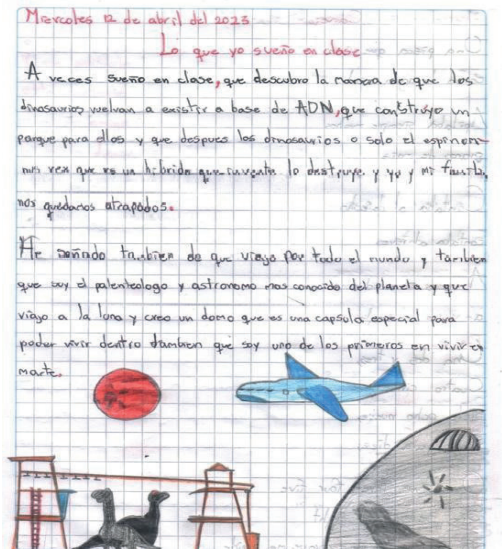 Miercoles 12 de abril del 2023
Lo que yo sueño en clase
A veces sueño en clase, que descubro la manera de que los
dinosaurios vuelvan a existir a base de ADN, que construyo un
parque para ellos y que despues los dinosaurios o solo el espinon-
mus rex que es un hibrido que invente lo destruye y yo y mi familia
nos quedamos atrapados.
He soñado tambien de que viajo por todo el mundo y tambien
que soy el palenteologo y astronomo mas conocido del planeta y que
viajo a la luna y creo un domo que es una capsula especial para
poder vivir dentro tambien que soy uno de los primeros en vivir en
marte.